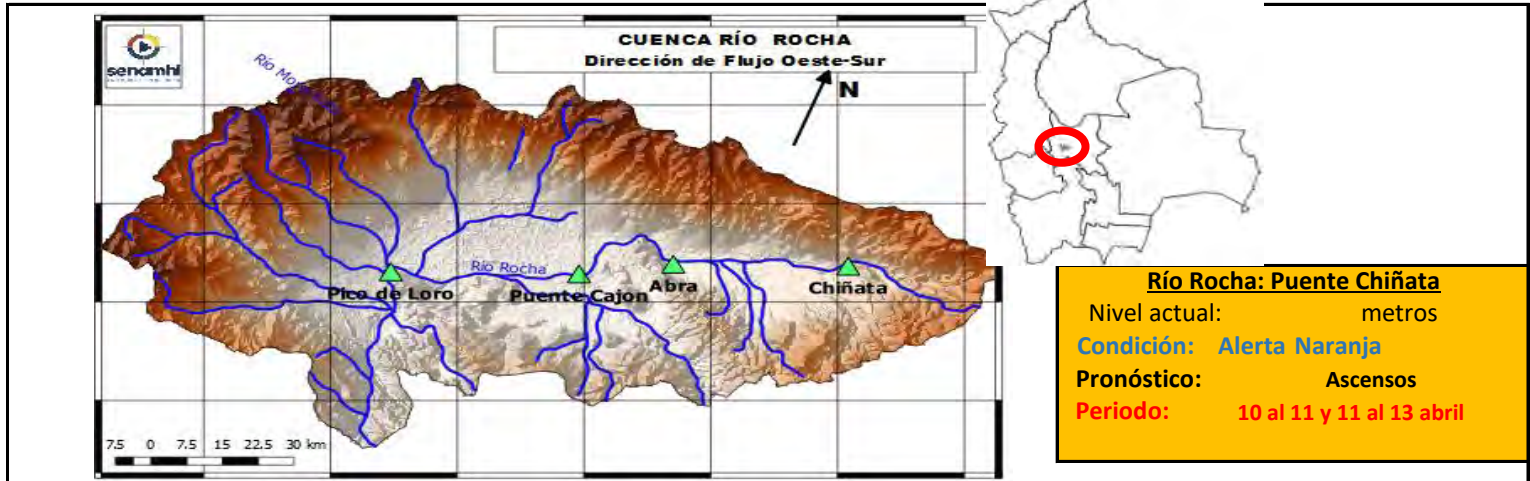 senamhi
CUENCA RÍO ROCHA
Dirección de Flujo Oeste-Sur
N
Río
Río Rocha
Pico de Loro
Puente Cajon
Abra
Chiñata
7.5 0 7.5 15 22.5 30 km
Río Rocha: Puente Chiñata
Nivel actual: metros
Condición: Alerta Naranja
Pronóstico: Ascensos
Periodo: 10 al 11 y 11 al 13 abril